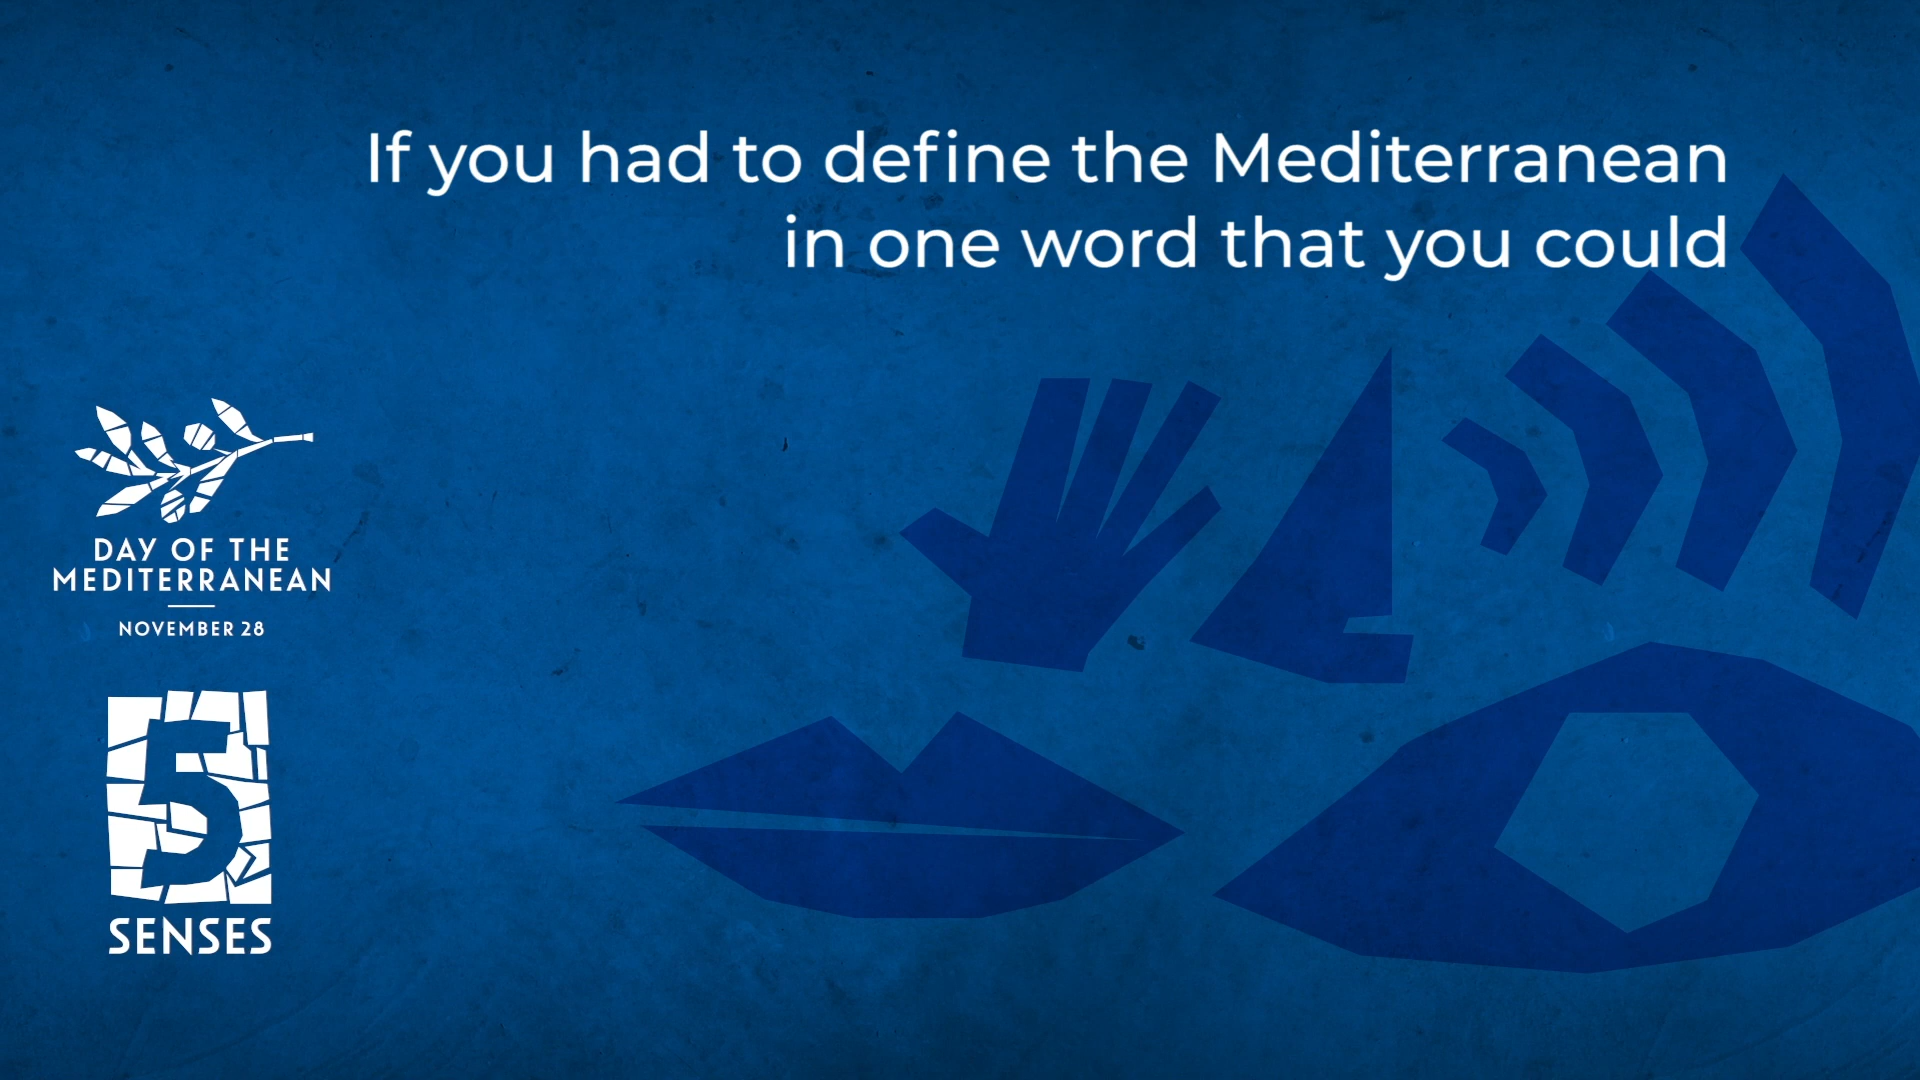 If you had to define the Mediterranean
in one word that you could
DAY OF THE
MEDITERRANEAN
NOVEMBER 28
5
SENSES